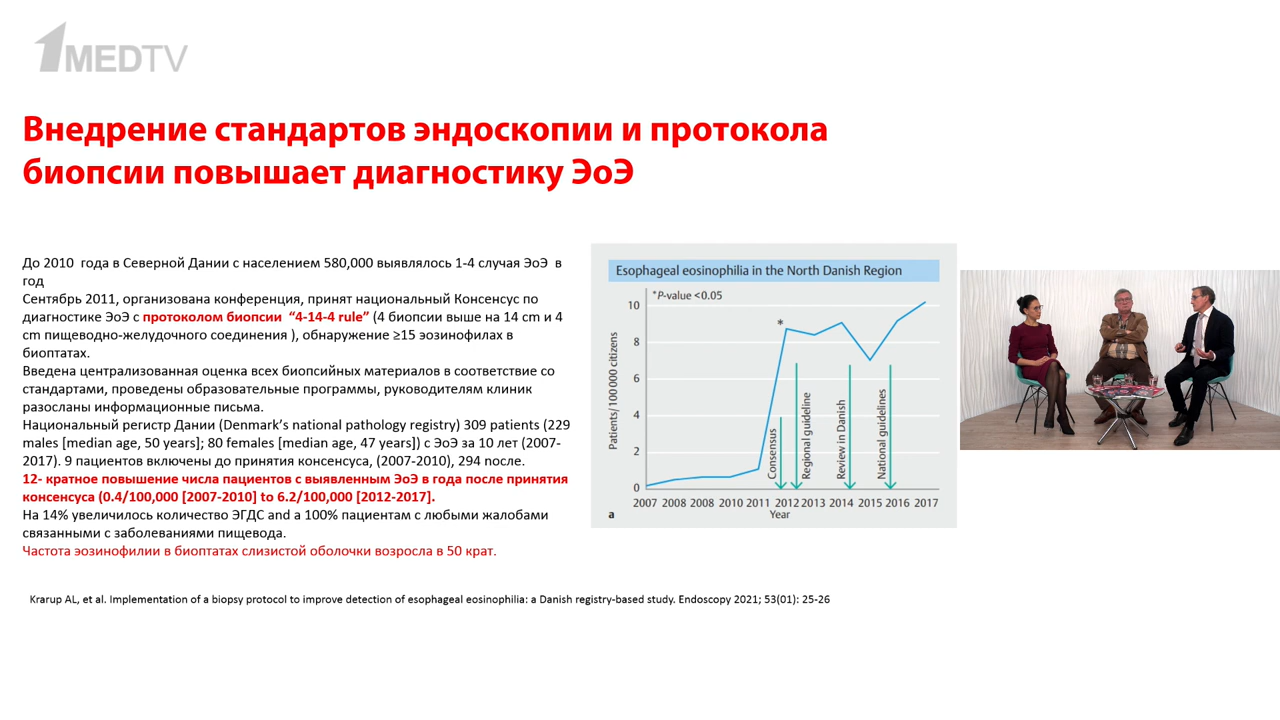 1MEDTV
Внедрение стандартов эндоскопии и протокола
биопсии повышает диагностику ЭоЭ
До 2010 года в Северной Дании с населением 580,000 выявлялось 1-4 случая ЭоЭ в
год
Сентябрь 2011, организована конференция, принят национальный Консенсус по
диагностике ЭоЭ с протоколом биопсии “4-14-4 rule” (4 биопсии выше на 14 cm и 4
cm пищеводно-желудочного соединения ), обнаружение ≥15 эозинофилах в
биоптатах.
Введена централизованная оценка всех биопсийных материалов в соответствие со
стандартами, проведены образовательные программы, руководителям клиник
разосланы информационные письма.
Национальный регистр Дании (Denmark’s national pathology registry) 309 patients (229
males [median age, 50 years]; 80 females [median age, 47 years]) с ЭоЭ за 10 лет (2007-
2017). 9 пациентов включены до принятия консенсуса, (2007-2010), 294 после.
12- кратное повышение числа пациентов с выявленным ЭоЭ в года после принятия
консенсуса (0.4/100,000 [2007-2010] to 6.2/100,000 [2012-2017].
На 14% увеличилось количество ЭГДС and а 100% пациентам с любыми жалобами
связанными с заболеваниями пищевода.
Частота эозинофилии в биоптатах слизистой оболочки возросла в 50 крат.
Esophageal eosinophilia in the North Danish Region
*P-value <0.05
*
Patients/100 000 citizens
10
8
6
4
2
0
Consensus
Regional guideline
Review in Danish
National guidelines
2007 2008 2008 2010 2011 2012 2013 2014 2015 2016 2017
Year
a
Krarup AL, et al. Implementation of a biopsy protocol to improve detection of esophageal eosinophilia: a Danish registry-based study. Endoscopy 2021; 53(01): 25-26